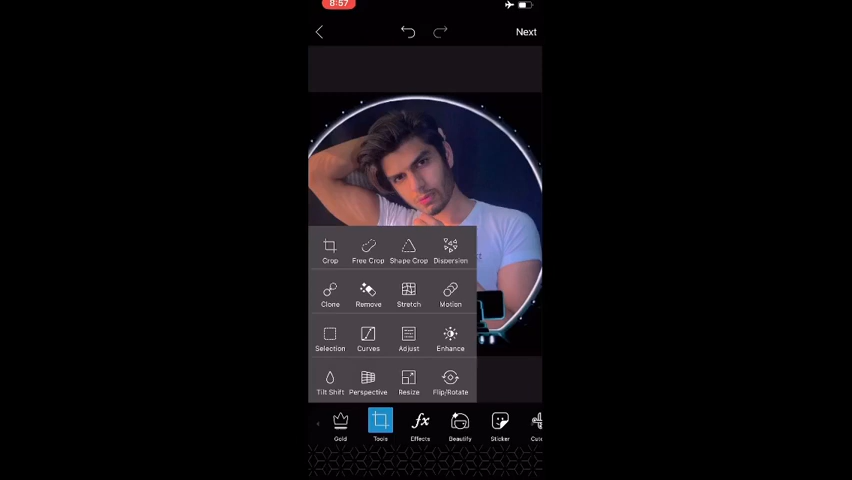 8:57
Next
Crop Free Crop Shape Crop Dispersion
Clone Remove Stretch Motion
Selection Curves Adjust Enhance
Tilt Shift Perspective Resize Flip/Rotate
Gold Tools Effects Beautify Sticker